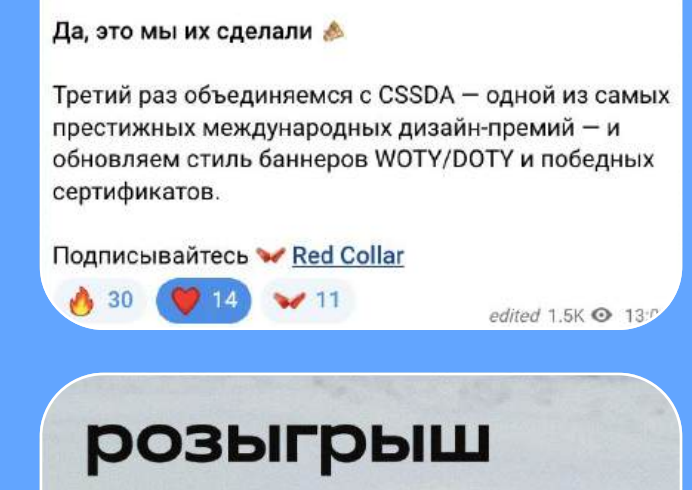 Да, это мы их сделали
Третий раз объединяемся с CSSDA — одной из самых
престижных международных дизайн-премий — и
обновляем стиль баннеров WOTY/DOTY и победных
сертификатов.
Подписывайтесь Red Collar
30 14 11
edited 1.5K
розыгрыш